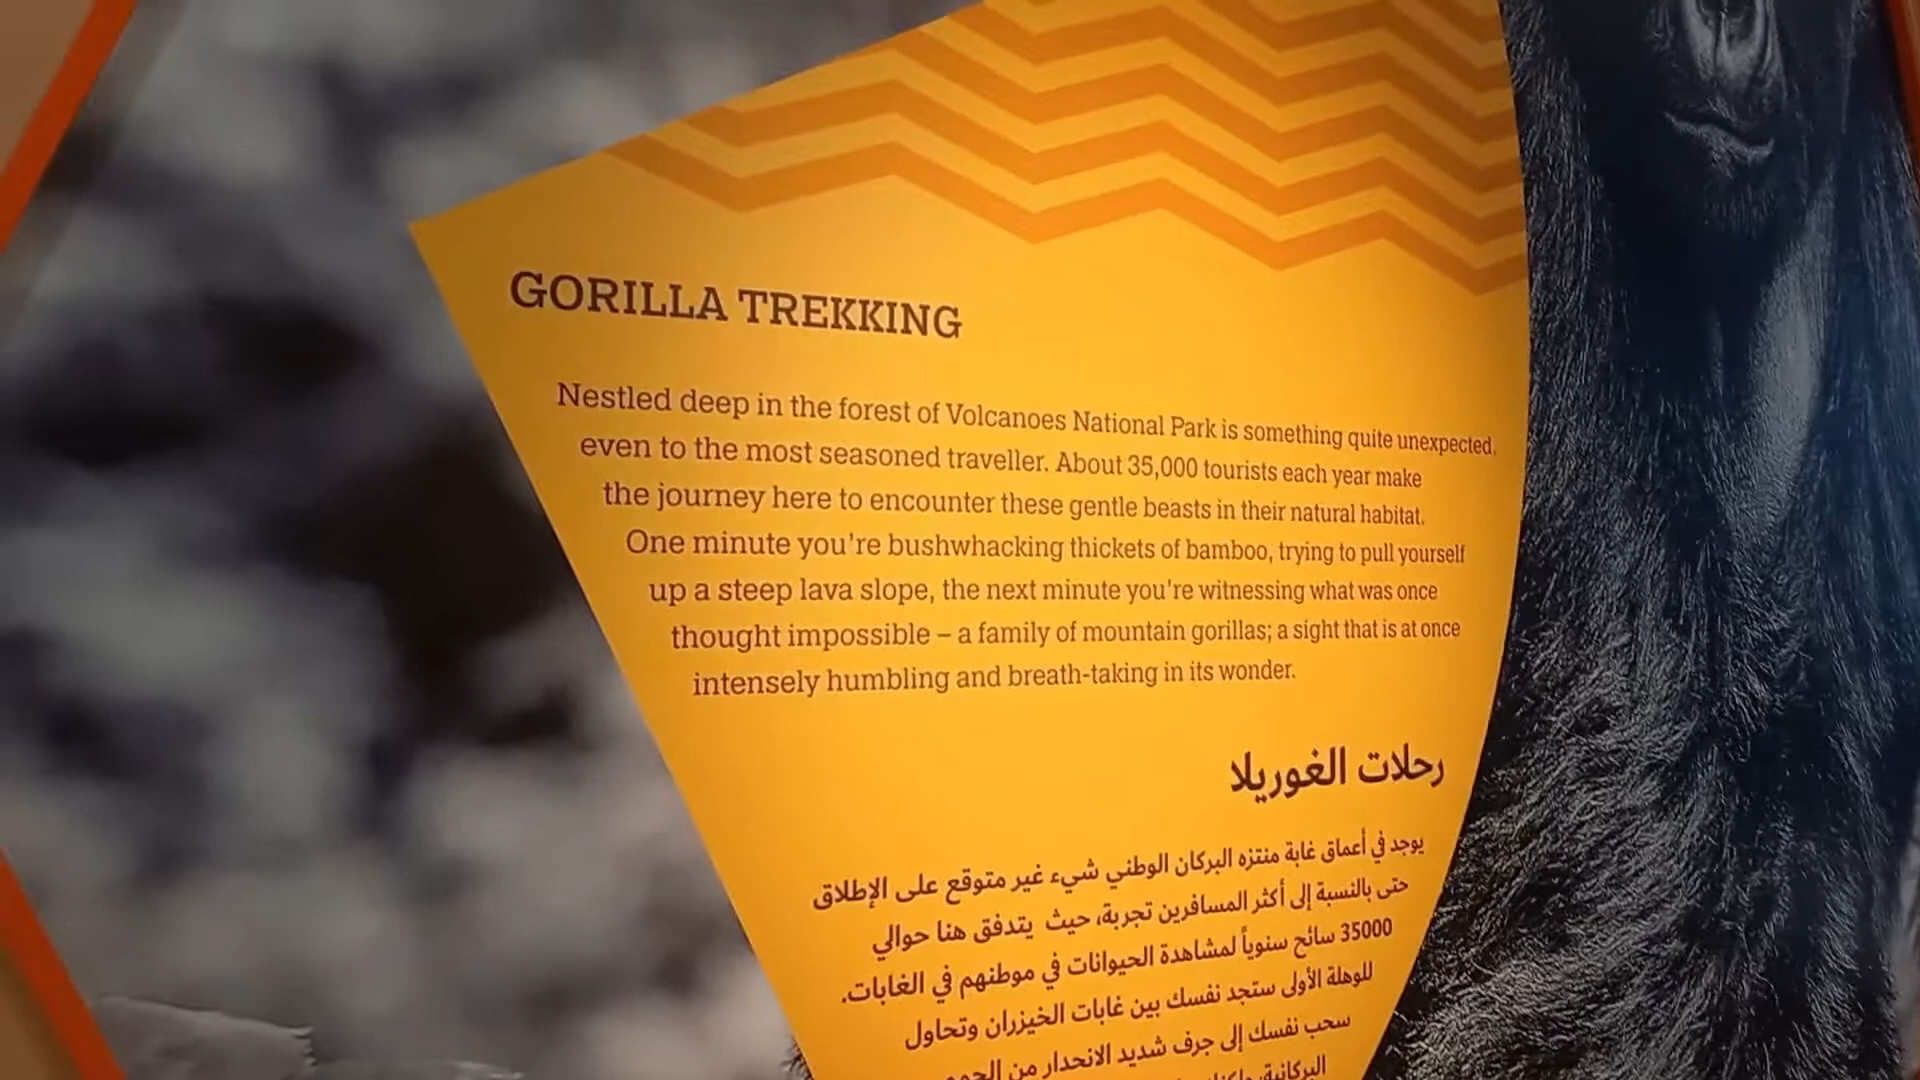 GORILLA TREKKING
Nestled deep in the forest of Volcanoes National Park is something quite unexpected,
even to the most seasoned traveller. About 35,000 tourists each year make
the journey here to encounter these gentle beasts in their natural habitat.
One minute you're bushwhacking thickets of bamboo, trying to pull yourself
up a steep lava slope, the next minute you're witnessing what was once
thought impossible – a family of mountain gorillas; a sight that is at once
intensely humbling and breath-taking in its wonder.
رحلات الغوريلا
يوجد في أعماق غابة منتزه البركان الوطني شيء غير متوقع على الإطلاق
حتى بالنسبة إلى أكثر المسافرين تجربة، حيث يتدفق هنا حوالي
35000 سائح سنوياً لمشاهدة الحيوانات في موطنهم في الغابات.
للوهلة الأولى ستجد نفسك بين غابات الخيزران وتحاول
سحب نفسك إلى جرف شديد الانحدار من
البركانية،